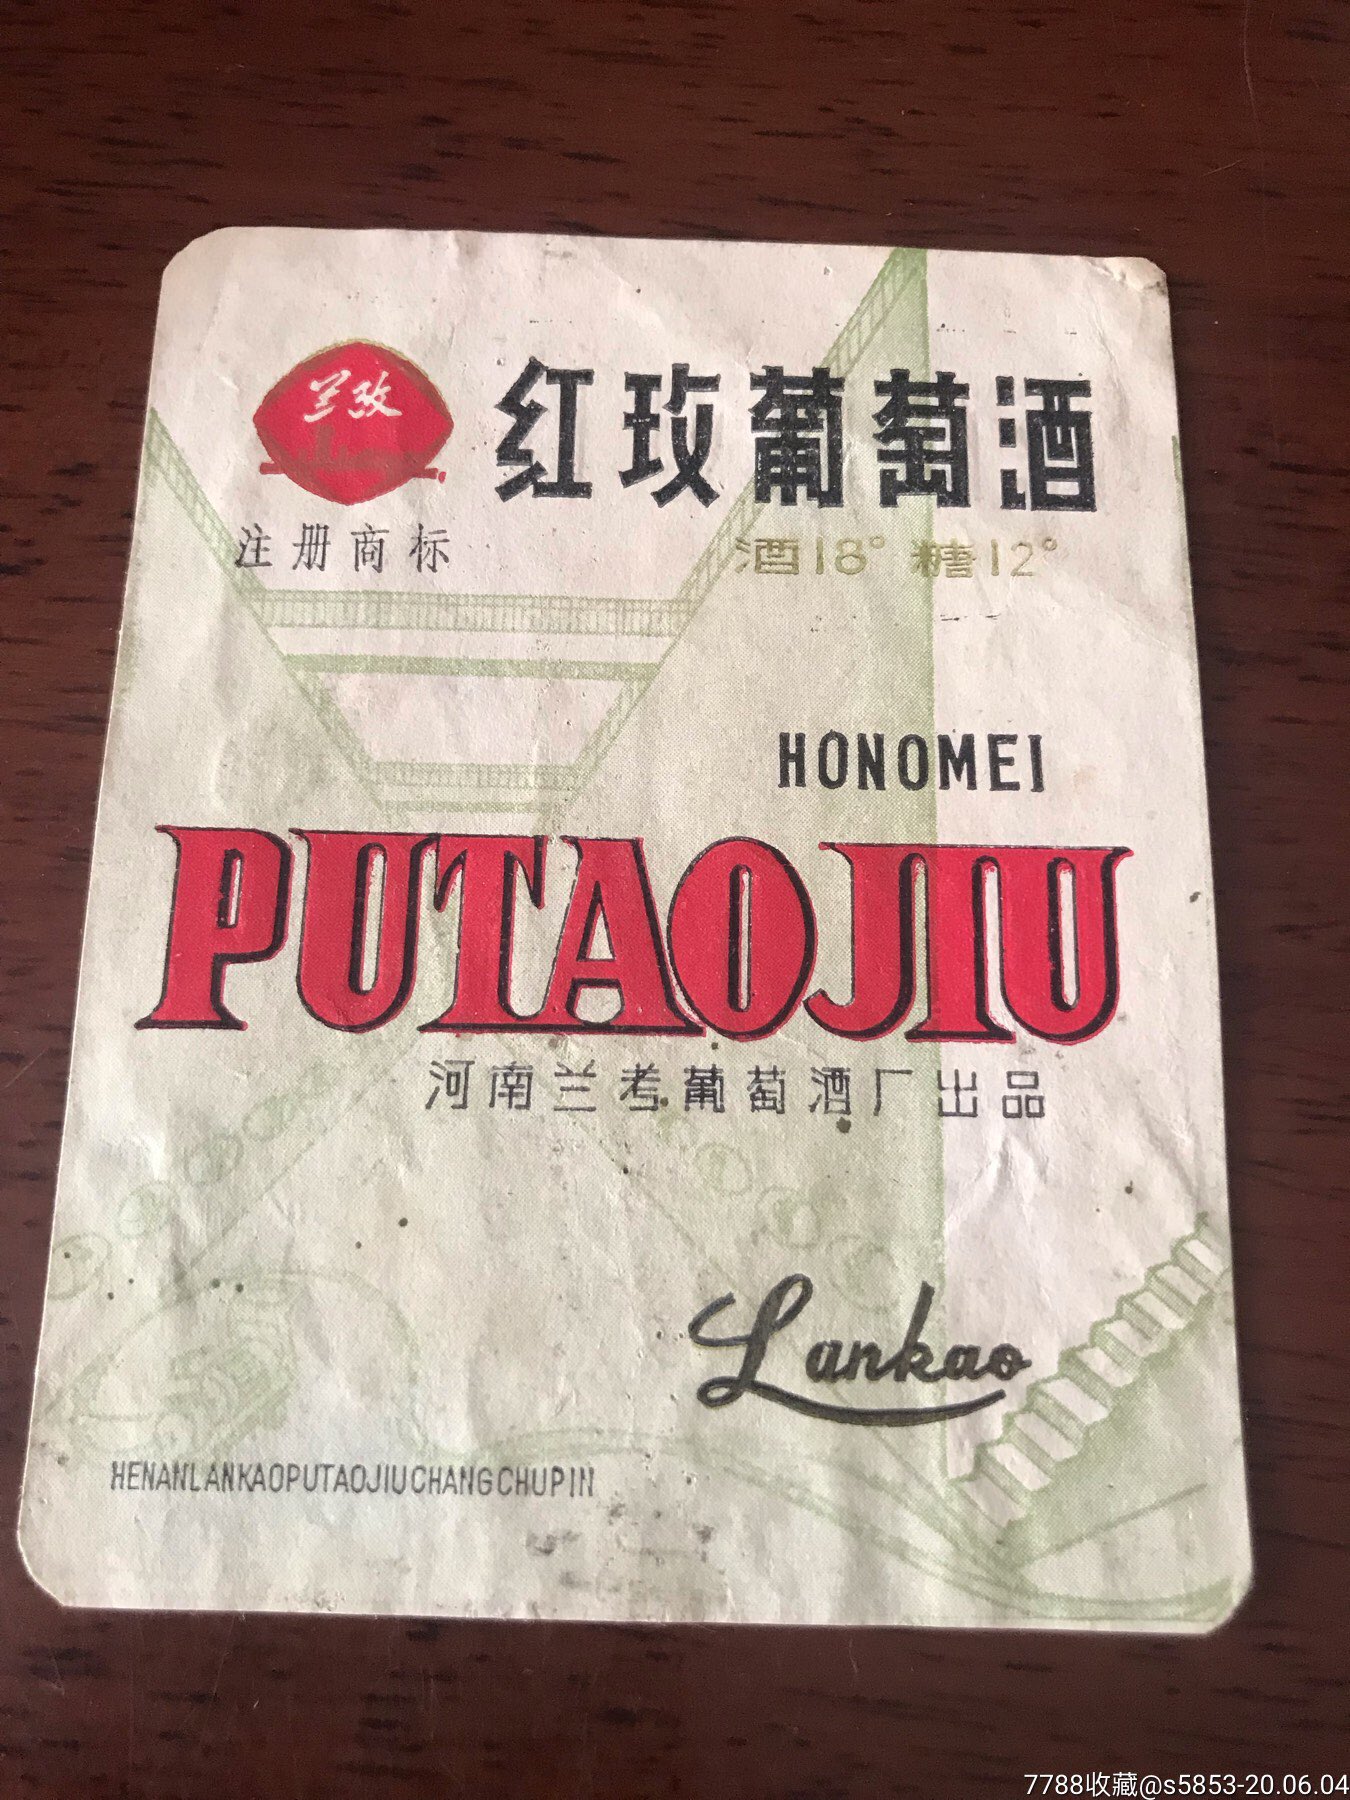 兰玫
注册商标
红玫葡萄酒
酒18° 糖12°
HONOMEI
PUTAOJIU
河南兰考葡萄酒厂出品
Lankao
HENANLANKAOPUTAOJIUCHANGCHUPIN
7788收藏@s5853-20.06.04